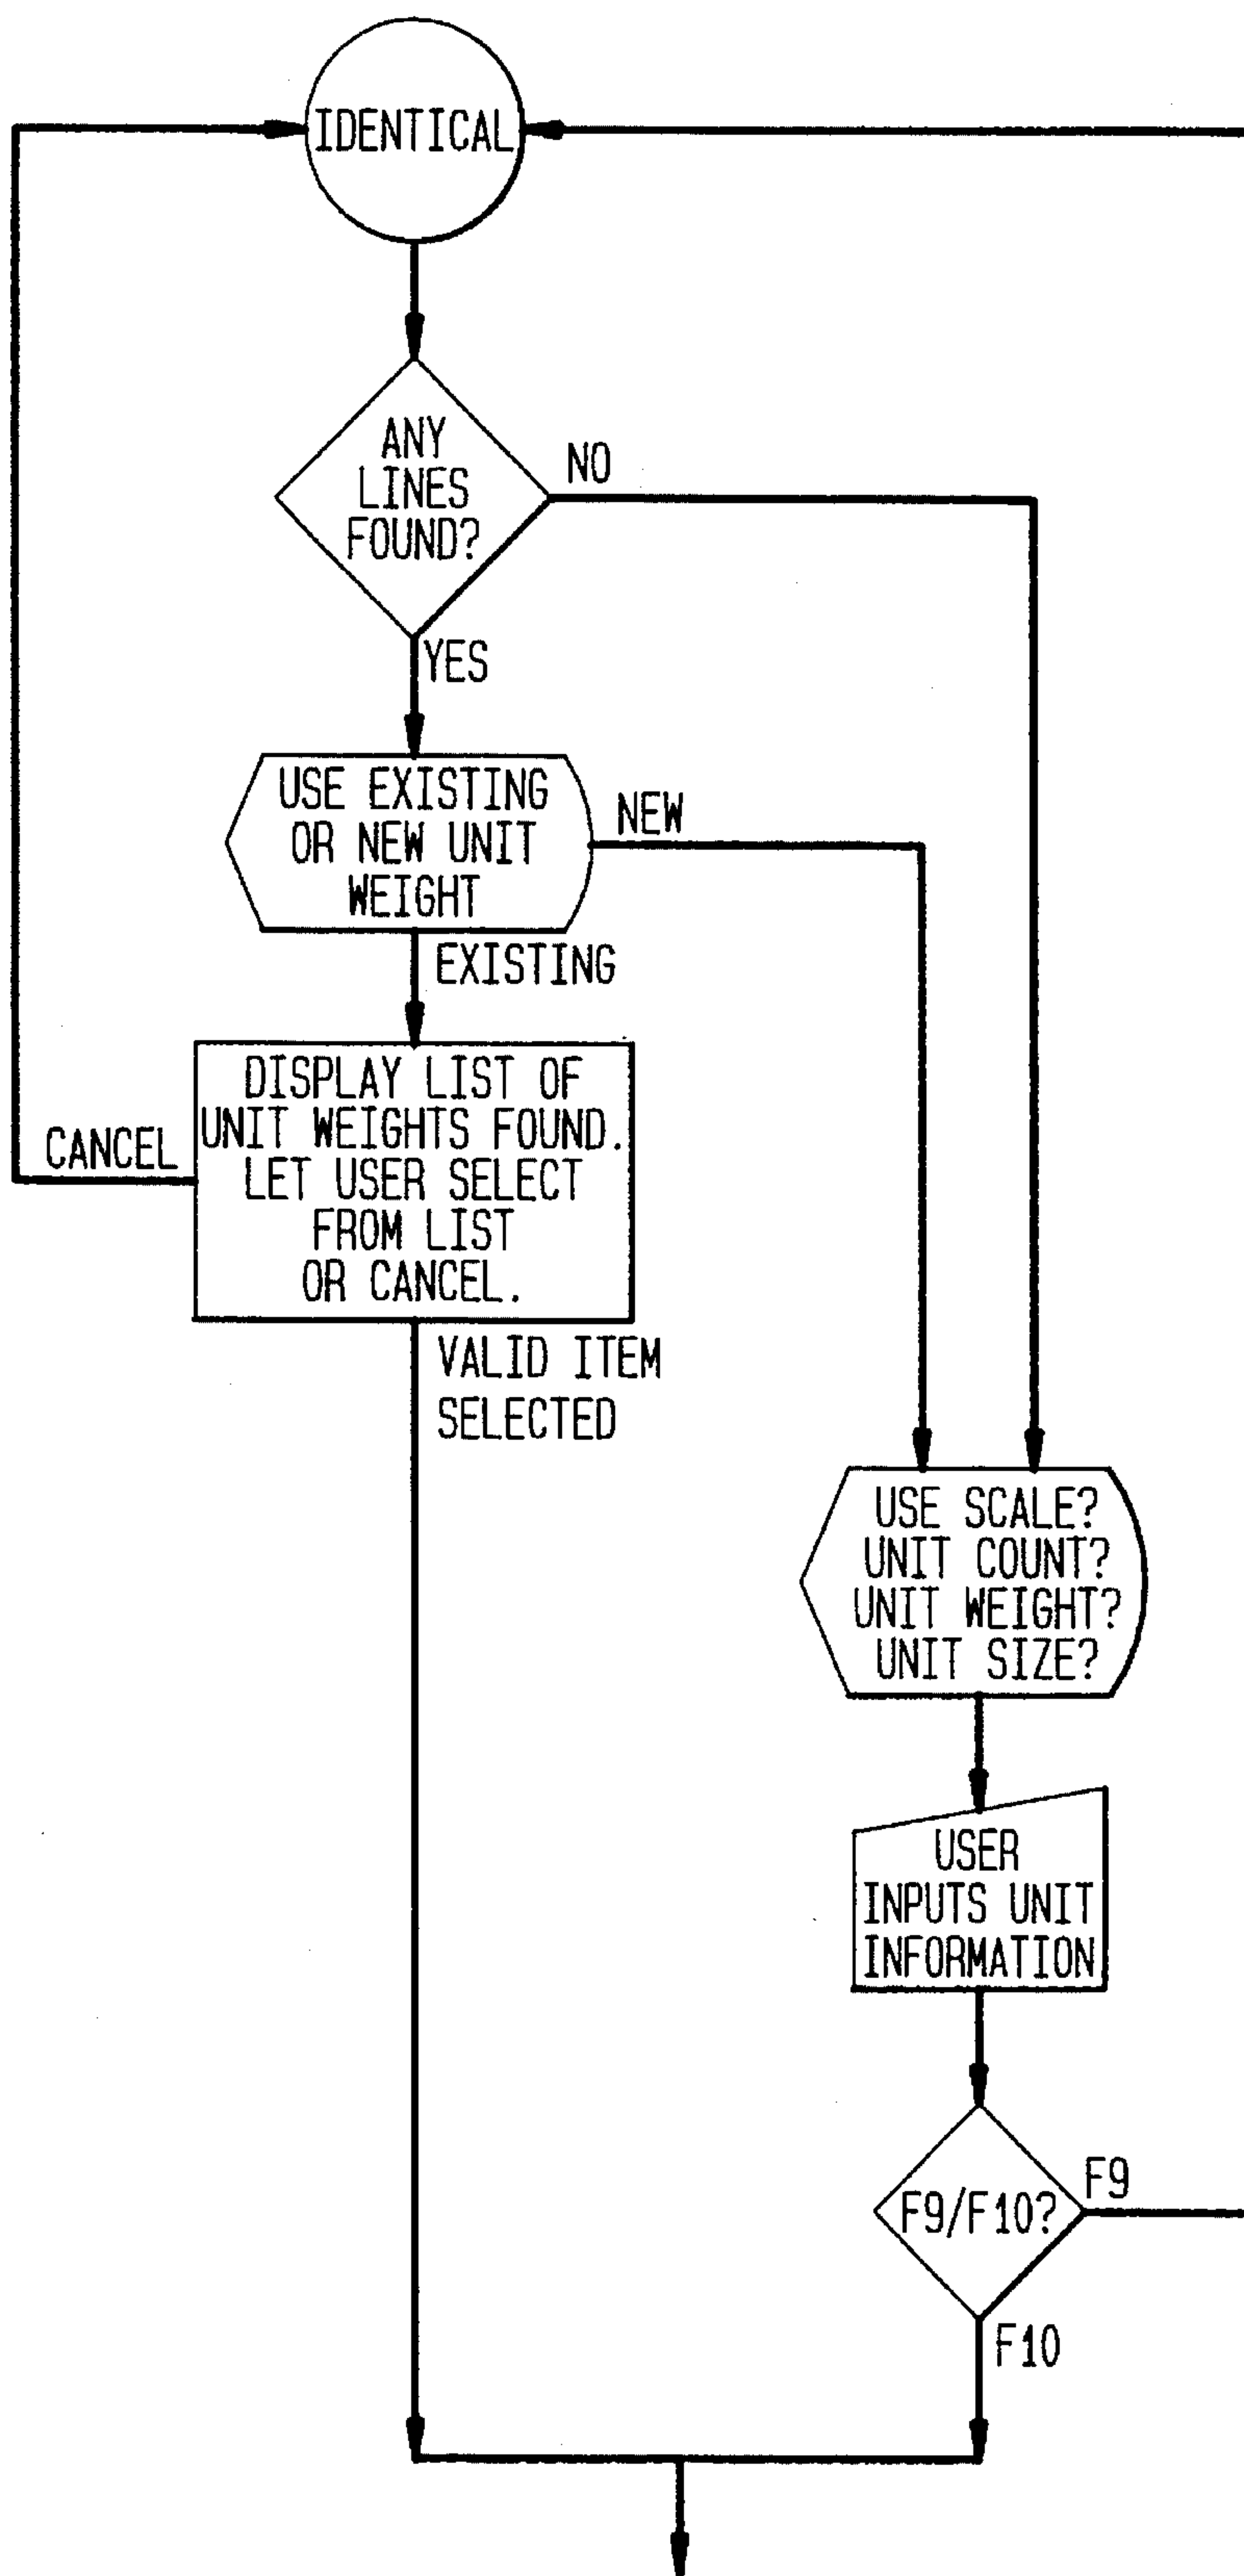 IDENTICAL
ANY
LINES
FOUND?
NO
YES
USE EXISTING
OR NEW UNIT
WEIGHT
NEW
EXISTING
DISPLAY LIST OF
UNIT WEIGHTS FOUND.
LET USER SELECT
FROM LIST
OR CANCEL.
CANCEL
VALID ITEM
SELECTED
USE SCALE?
UNIT COUNT?
UNIT WEIGHT?
UNIT SIZE?
USER
INPUTS UNIT
INFORMATION
F9/F10?
F9
F10